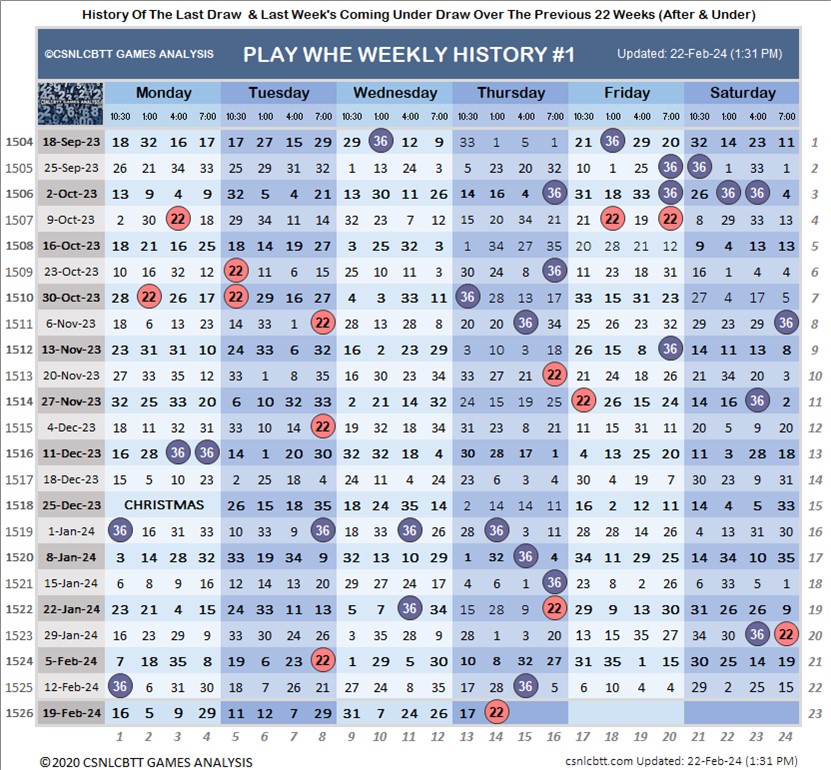 History Of The Last Draw & Last Week's Coming Under Draw Over The Previous 22 Weeks (After & Under)
©CSNLCBTT GAMES ANALYSIS PLAY WHE WEEKLY HISTORY #1 Updated: 22-Feb-24 (1:31 PM)
Monday Tuesday Wednesday Thursday Friday Saturday
10:30 1:00 4:00 7:00 10:30 1:00 4:00 7:00 10:30 1:00 4:00 7:00 10:30 1:00 4:00 7:00 10:30 1:00 4:00 7:00 10:30 1:00 4:00 7:00
1504 18-Sep-23 18 32 16 17 17 27 15 29 29 36 12 9 33 1 5 1 21 36 29 20 32 14 23 11 1
1505 25-Sep-23 26 21 34 33 25 29 31 32 1 13 24 3 5 23 20 32 10 1 25 36 36 1 33 1 2
1506 2-Oct-23 13 9 4 9 32 5 4 21 13 30 11 26 14 16 4 36 31 18 33 36 26 36 36 4 3
1507 9-Oct-23 2 30 22 18 29 34 11 14 32 23 7 12 15 20 34 21 21 22 19 22 8 29 33 13 4
1508 16-Oct-23 18 21 16 25 18 14 19 27 3 25 32 3 1 34 27 35 20 28 21 12 9 4 13 13 5
1509 23-Oct-23 10 16 32 12 22 11 6 15 25 10 11 3 30 24 8 36 11 23 18 31 16 1 4 4 6
1510 30-Oct-23 28 22 26 17 22 29 16 27 4 3 33 11 36 28 13 17 33 15 31 23 27 4 17 5 7
1511 6-Nov-23 18 6 13 23 14 33 1 22 28 13 28 8 20 20 36 34 25 26 23 32 29 23 29 36 8
1512 13-Nov-23 23 31 31 10 24 33 6 32 16 2 23 29 3 10 3 18 26 15 8 36 14 11 13 8 9
1513 20-Nov-23 27 33 35 12 33 1 3 35 16 30 23 34 33 27 21 22 21 24 18 26 21 34 20 3 10
1514 27-Nov-23 32 25 33 20 6 10 32 33 2 21 14 32 24 15 19 25 22 26 15 24 14 16 36 2 11
1515 4-Dec-23 18 11 32 31 33 10 14 22 19 32 18 34 31 23 8 21 11 15 31 11 20 5 9 20 12
1516 11-Dec-23 16 28 36 36 14 1 20 30 32 32 18 4 30 28 17 1 4 13 25 20 11 3 28 18 13
1517 18-Dec-23 15 5 10 23 2 25 18 4 24 18 12 14 23 6 3 4 30 4 19 7 30 23 9 33 14
1518 25-Dec-23 CHRISTMAS 26 15 18 35 18 24 35 14 2 14 14 11 16 2 12 11 14 4 5 31 15
1519 1-Jan-24 36 16 31 33 10 33 9 36 18 33 36 26 28 36 3 11 28 28 14 26 4 13 31 30 16
1520 8-Jan-24 3 14 28 32 33 19 34 9 32 13 10 29 1 32 36 4 34 11 29 25 14 34 10 35 17
1521 15-Jan-24 6 8 9 16 12 14 13 20 29 27 24 17 4 6 1 36 23 8 2 26 6 33 5 1 18
1522 22-Jan-24 23 21 4 15 24 33 11 13 5 7 36 34 15 28 9 22 29 9 13 30 31 26 26 9 19
1523 29-Jan-24 16 23 29 9 33 30 24 26 3 35 28 9 28 1 3 20 13 15 35 27 34 30 36 22 20
1524 5-Feb-24 7 18 35 8 19 6 23 22 1 29 5 30 10 8 32 27 31 35 1 15 30 25 14 19 21
1525 12-Feb-24 36 6 31 30 18 7 26 21 27 24 8 35 17 28 36 5 6 10 4 4 29 2 25 15 22
1526 19-Feb-24 16 5 9 29 11 12 7 29 31 7 24 26 17 22 23
1 2 3 4 5 6 7 8 9 10 11 12 13 14 15 16 17 18 19 20 21 22 23 24
©2020 CSNLCBTT GAMES ANALYSIS csnlcbtt.com Updated: 22-Feb-24 (1:31 PM)